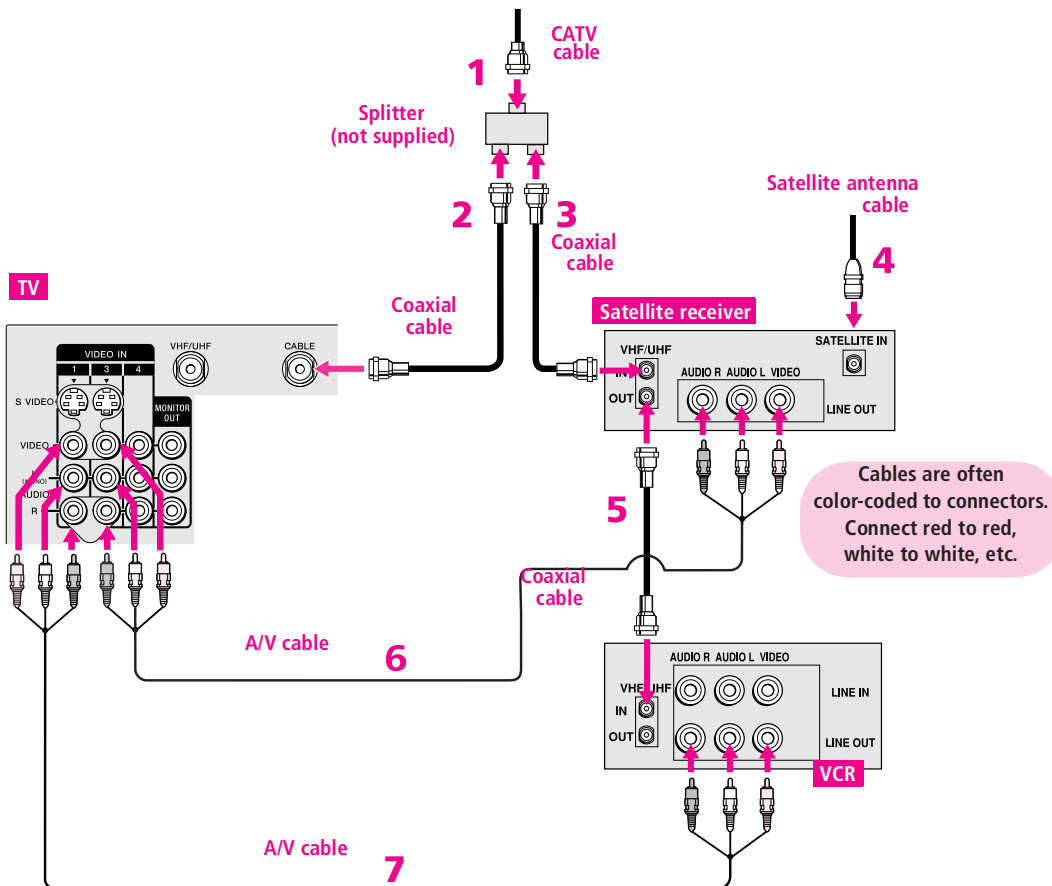 CATV
cable
1
Splitter
(not supplied)
2
3
Coaxial
cable
Satellite antenna
cable
4
TV
Coaxial
cable
Satellite receiver
VIDEO IN
1 3 4
VHF/UHF
CABLE
S VIDEO
MONITOR
OUT
VIDEO
(MONO)
AUDIO
R
SATELLITE IN
VHF/UHF
IN
OUT
AUDIO R AUDIO L VIDEO
LINE OUT
Cables are often
color-coded to connectors.
Connect red to red,
white to white, etc.
5
Coaxial
cable
A/V cable
6
AUDIO R AUDIO L VIDEO
VHF/UHF
IN
OUT
LINE IN
LINE OUT
VCR
A/V cable
7